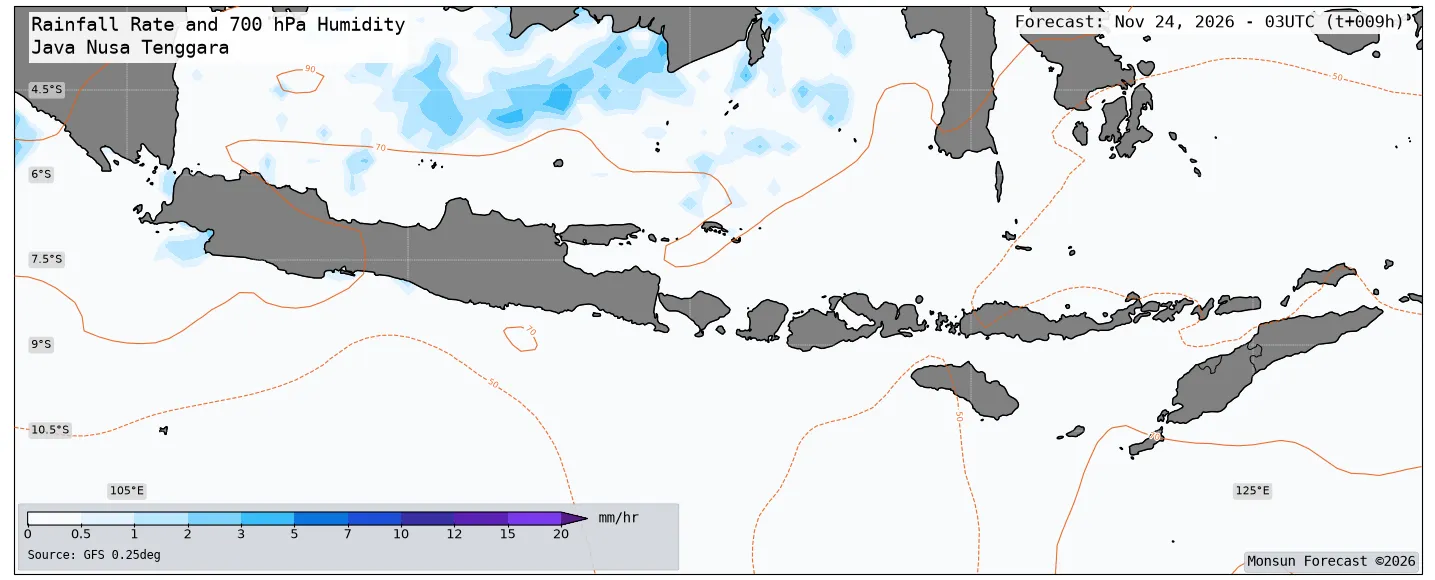 Rainfall Rate and 700 hPa Humidity
Java Nusa Tenggara
Forecast: Nov 24, 2026 - 03UTC (t+009h)
90
50
4.5°S
70
6°S
7.5°S
70
9°S
50
50
10.5°S
105°E
125°E
mm/hr
0 0.5 1 2 3 5 7 10 12 15 20
Source: GFS 0.25deg
Monsun Forecast ©2026